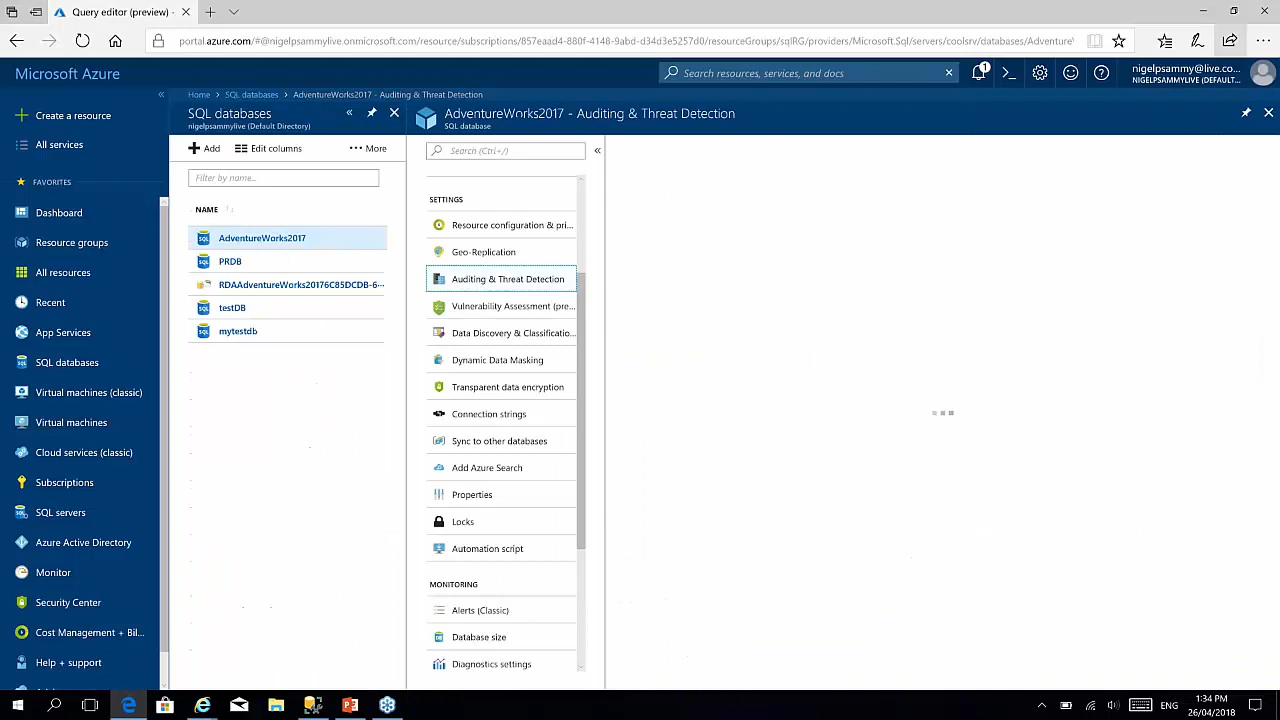 Query editor (preview) -
portal.azure.com/#@nigelpsammylive.onmicrosoft.com/resource/subscriptions/857eaad4-880f-4148-9abd-d34d3e5257d0/resourceGroups/sqlRG/providers/Microsoft.Sql/servers/coolsrv/databases/Adventure
Microsoft Azure
Search resources, services, and docs
1
nigelpsammy@live.co...
NIGELPSAMMYLIVE (DEFAULT...
Home > SQL databases > AdventureWorks2017 - Auditing & Threat Detection
Create a resource
All services
FAVORITES
Dashboard
Resource groups
All resources
Recent
App Services
SQL databases
Virtual machines (classic)
Virtual machines
Cloud services (classic)
Subscriptions
SQL servers
Azure Active Directory
Monitor
Security Center
Cost Management + Bil...
Help + support
SQL databases
nigelpsammylive (Default Directory)
Add
Edit columns
More
Filter by name...
NAME
AdventureWorks2017
PRDB
RDAAdventureWorks20176C85DCDB-6...
testDB
mytestdb
AdventureWorks2017 - Auditing & Threat Detection
SQL database
Search (Ctrl+/)
SETTINGS
Resource configuration & pri...
Geo-Replication
Auditing & Threat Detection
Vulnerability Assessment (pre...
Data Discovery & Classificatio...
Dynamic Data Masking
Transparent data encryption
Connection strings
Sync to other databases
Add Azure Search
Properties
Locks
Automation script
MONITORING
Alerts (Classic)
Database size
Diagnostics settings
ENG
1:34 PM
26/04/2018